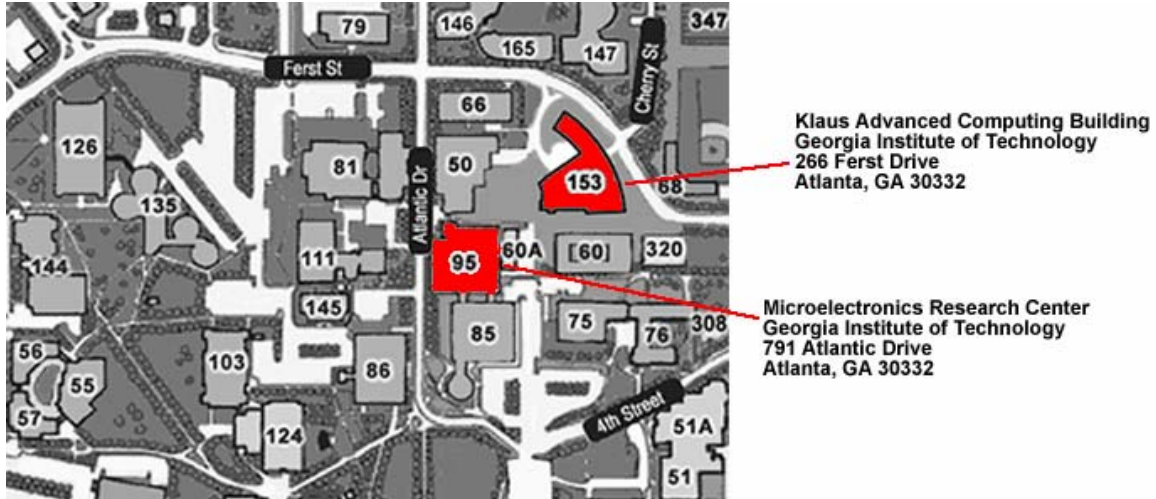 79
146
165
147
347
Ferst St
Cherry St
66
126
81
50
153
68
135
Atlantic Dr
144
111
95
60A
[60]
320
145
85
75
76
308
56
55
57
103
86
124
4th Street
51A
51
Klaus Advanced Computing Building
Georgia Institute of Technology
266 Ferst Drive
Atlanta, GA 30332
Microelectronics Research Center
Georgia Institute of Technology
791 Atlantic Drive
Atlanta, GA 30332